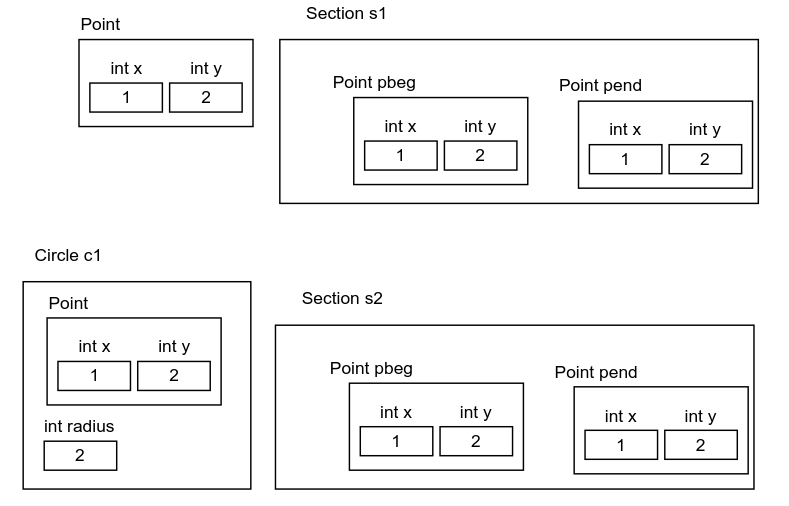 Point
int x int y
1 2
Section s1
Point pbeg
int x int y
1 2
Point pend
int x int y
1 2
Circle c1
Point
int x int y
1 2
int radius
2
Section s2
Point pbeg
int x int y
1 2
Point pend
int x int y
1 2